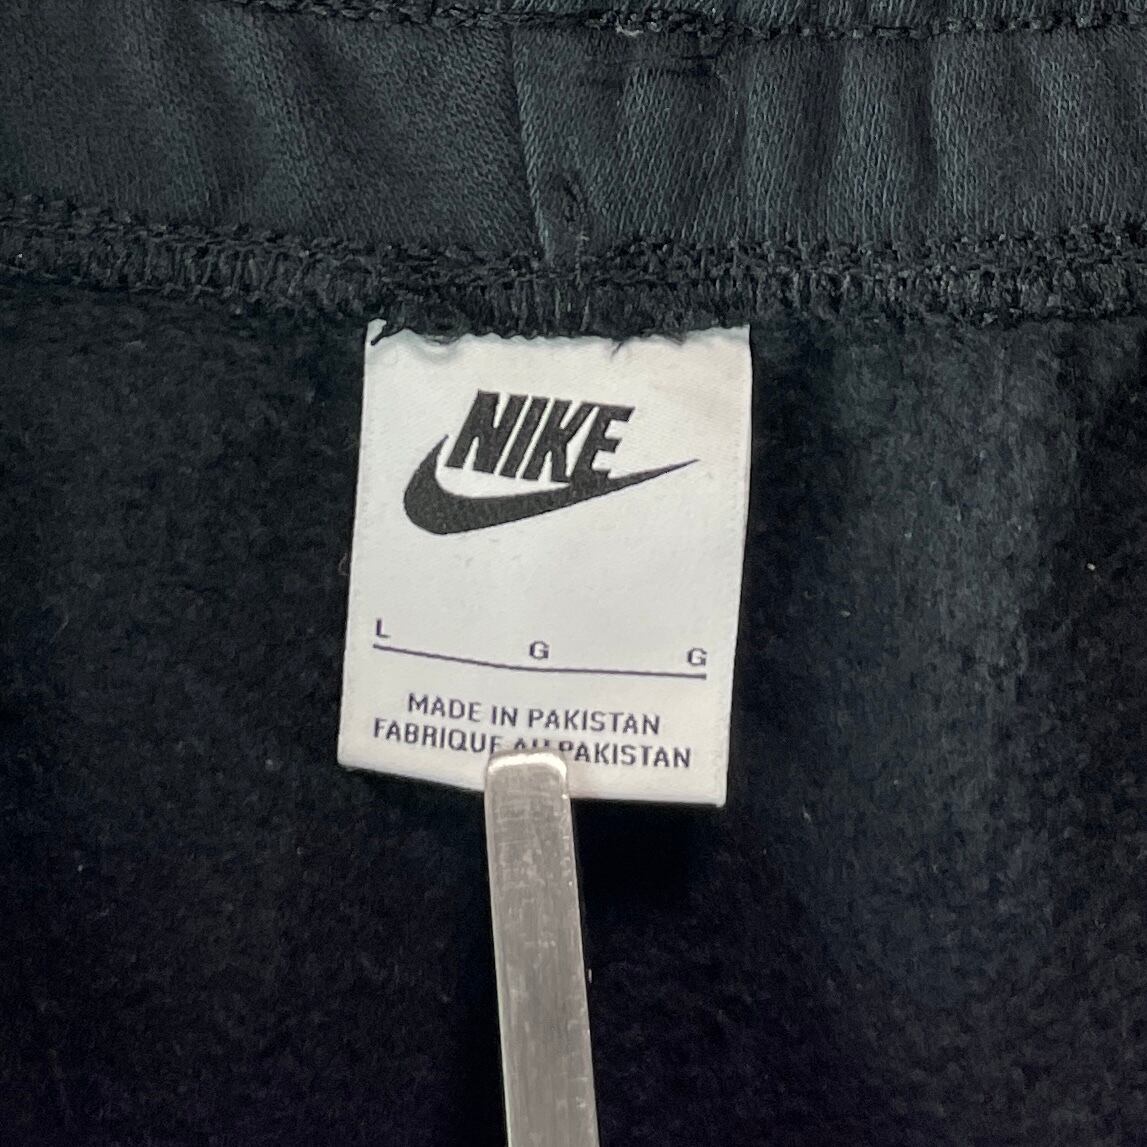 NIKE
L G G
MADE IN PAKISTAN
FABRIQUE AU PAKISTAN